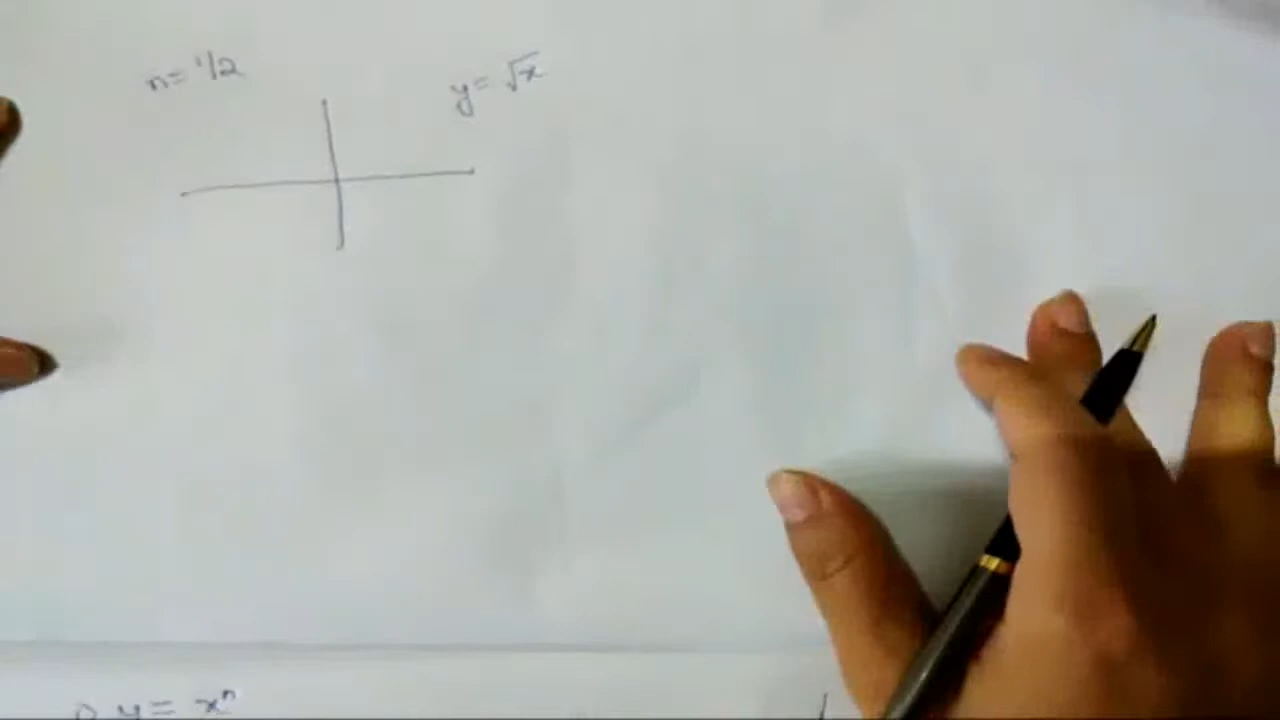 n = 1/2
y = √x
y = xⁿ